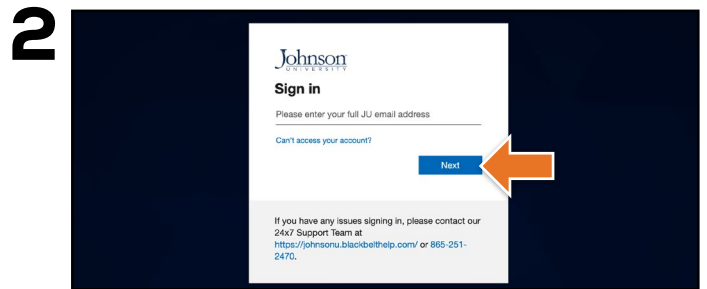 2
Johnson
UNIVERSITY
Sign in
Please enter your full JU email address
Can't access your account?
Next
If you have any issues signing in, please contact our
24x7 Support Team at
https://johnsonu.blackbelthelp.com/ or 865-251-
2470.